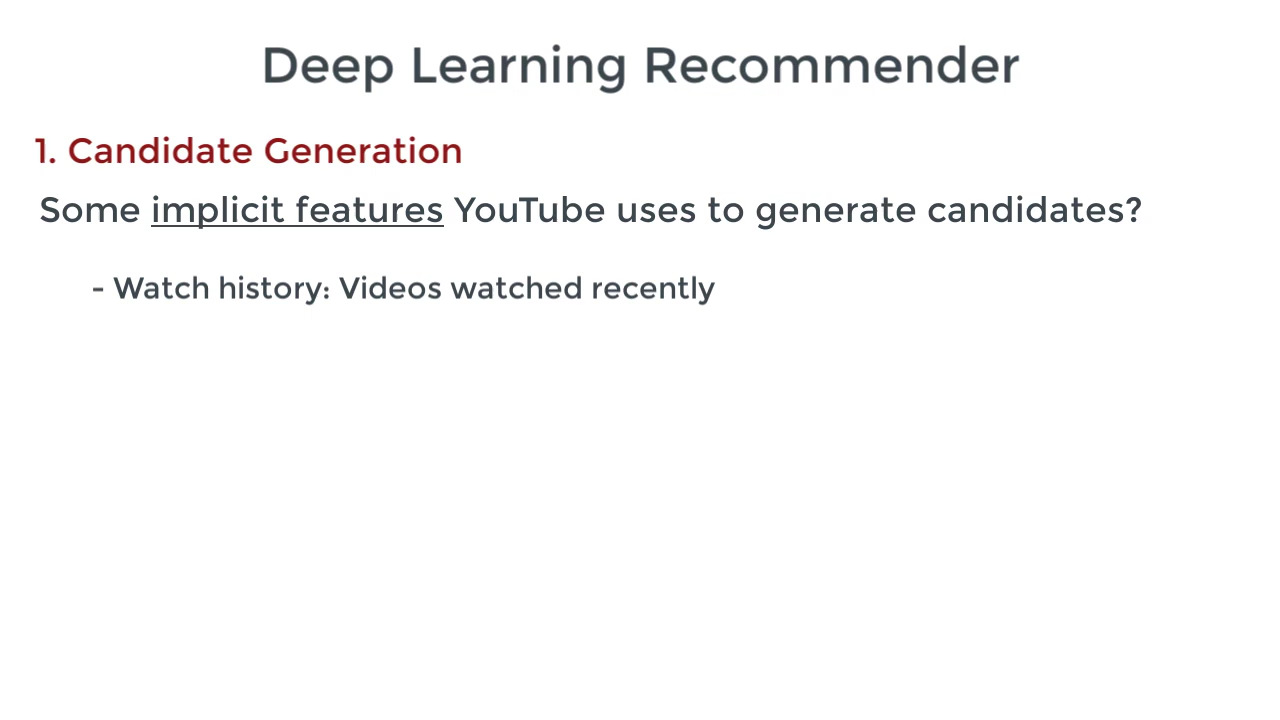 Deep Learning Recommender
1. Candidate Generation
Some implicit features YouTube uses to generate candidates?
- Watch history: Videos watched recently